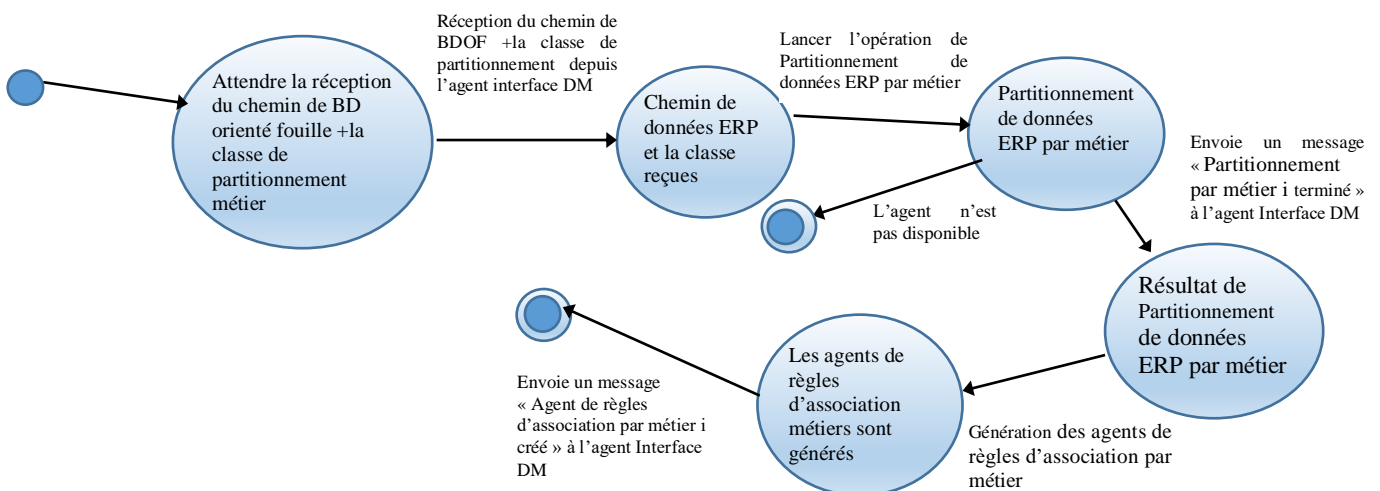 Réception du chemin de
BDOF +la classe de
partitionnement depuis
l'agent interface DM
Lancer l'opération de
Partitionnement de
données ERP par métier
Attendre la réection
du chemin de BD
orienté fouille +la
classe de
partitionnement
métier
Chemin de
données ERP
et la classe
reçues
Partitionnement
de données
ERP par métier
Envoie un message
« Partitionnement
par métier i terminé »
à l'agent Interface DM
L'agent n'est
pas disponible
Résultat de
Partitionnement
de données
ERP par métier
Les agents de
règles
d'association
métiers sont
générés
Envoie un message
« Agent de règles
d'association par métier i
créé » à l'agent Interface
DM
Génération des agents de
règles d'association par
métier